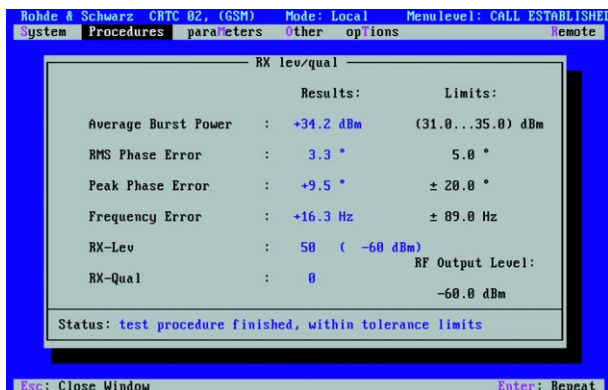 Rohde & Schwarz CRTC 02, (GSM) Mode: Local Menulevel: CALL ESTABLISHED
System Procedures paraMeters Other opTions Remote
RX lev/qual
Results: Limits:
Average Burst Power : +34.2 dBm (31.0...35.0) dBm
RMS Phase Error : 3.3 ° 5.0 °
Peak Phase Error : +9.5 ° ± 20.0 °
Frequency Error : +16.3 Hz ± 89.0 Hz
RX-Lev : 50 ( -60 dBm)
RF Output Level:
RX-Qual : 0
-60.0 dBm
Status: test procedure finished, within tolerance limits
Esc: Close Window Enter: Repeat